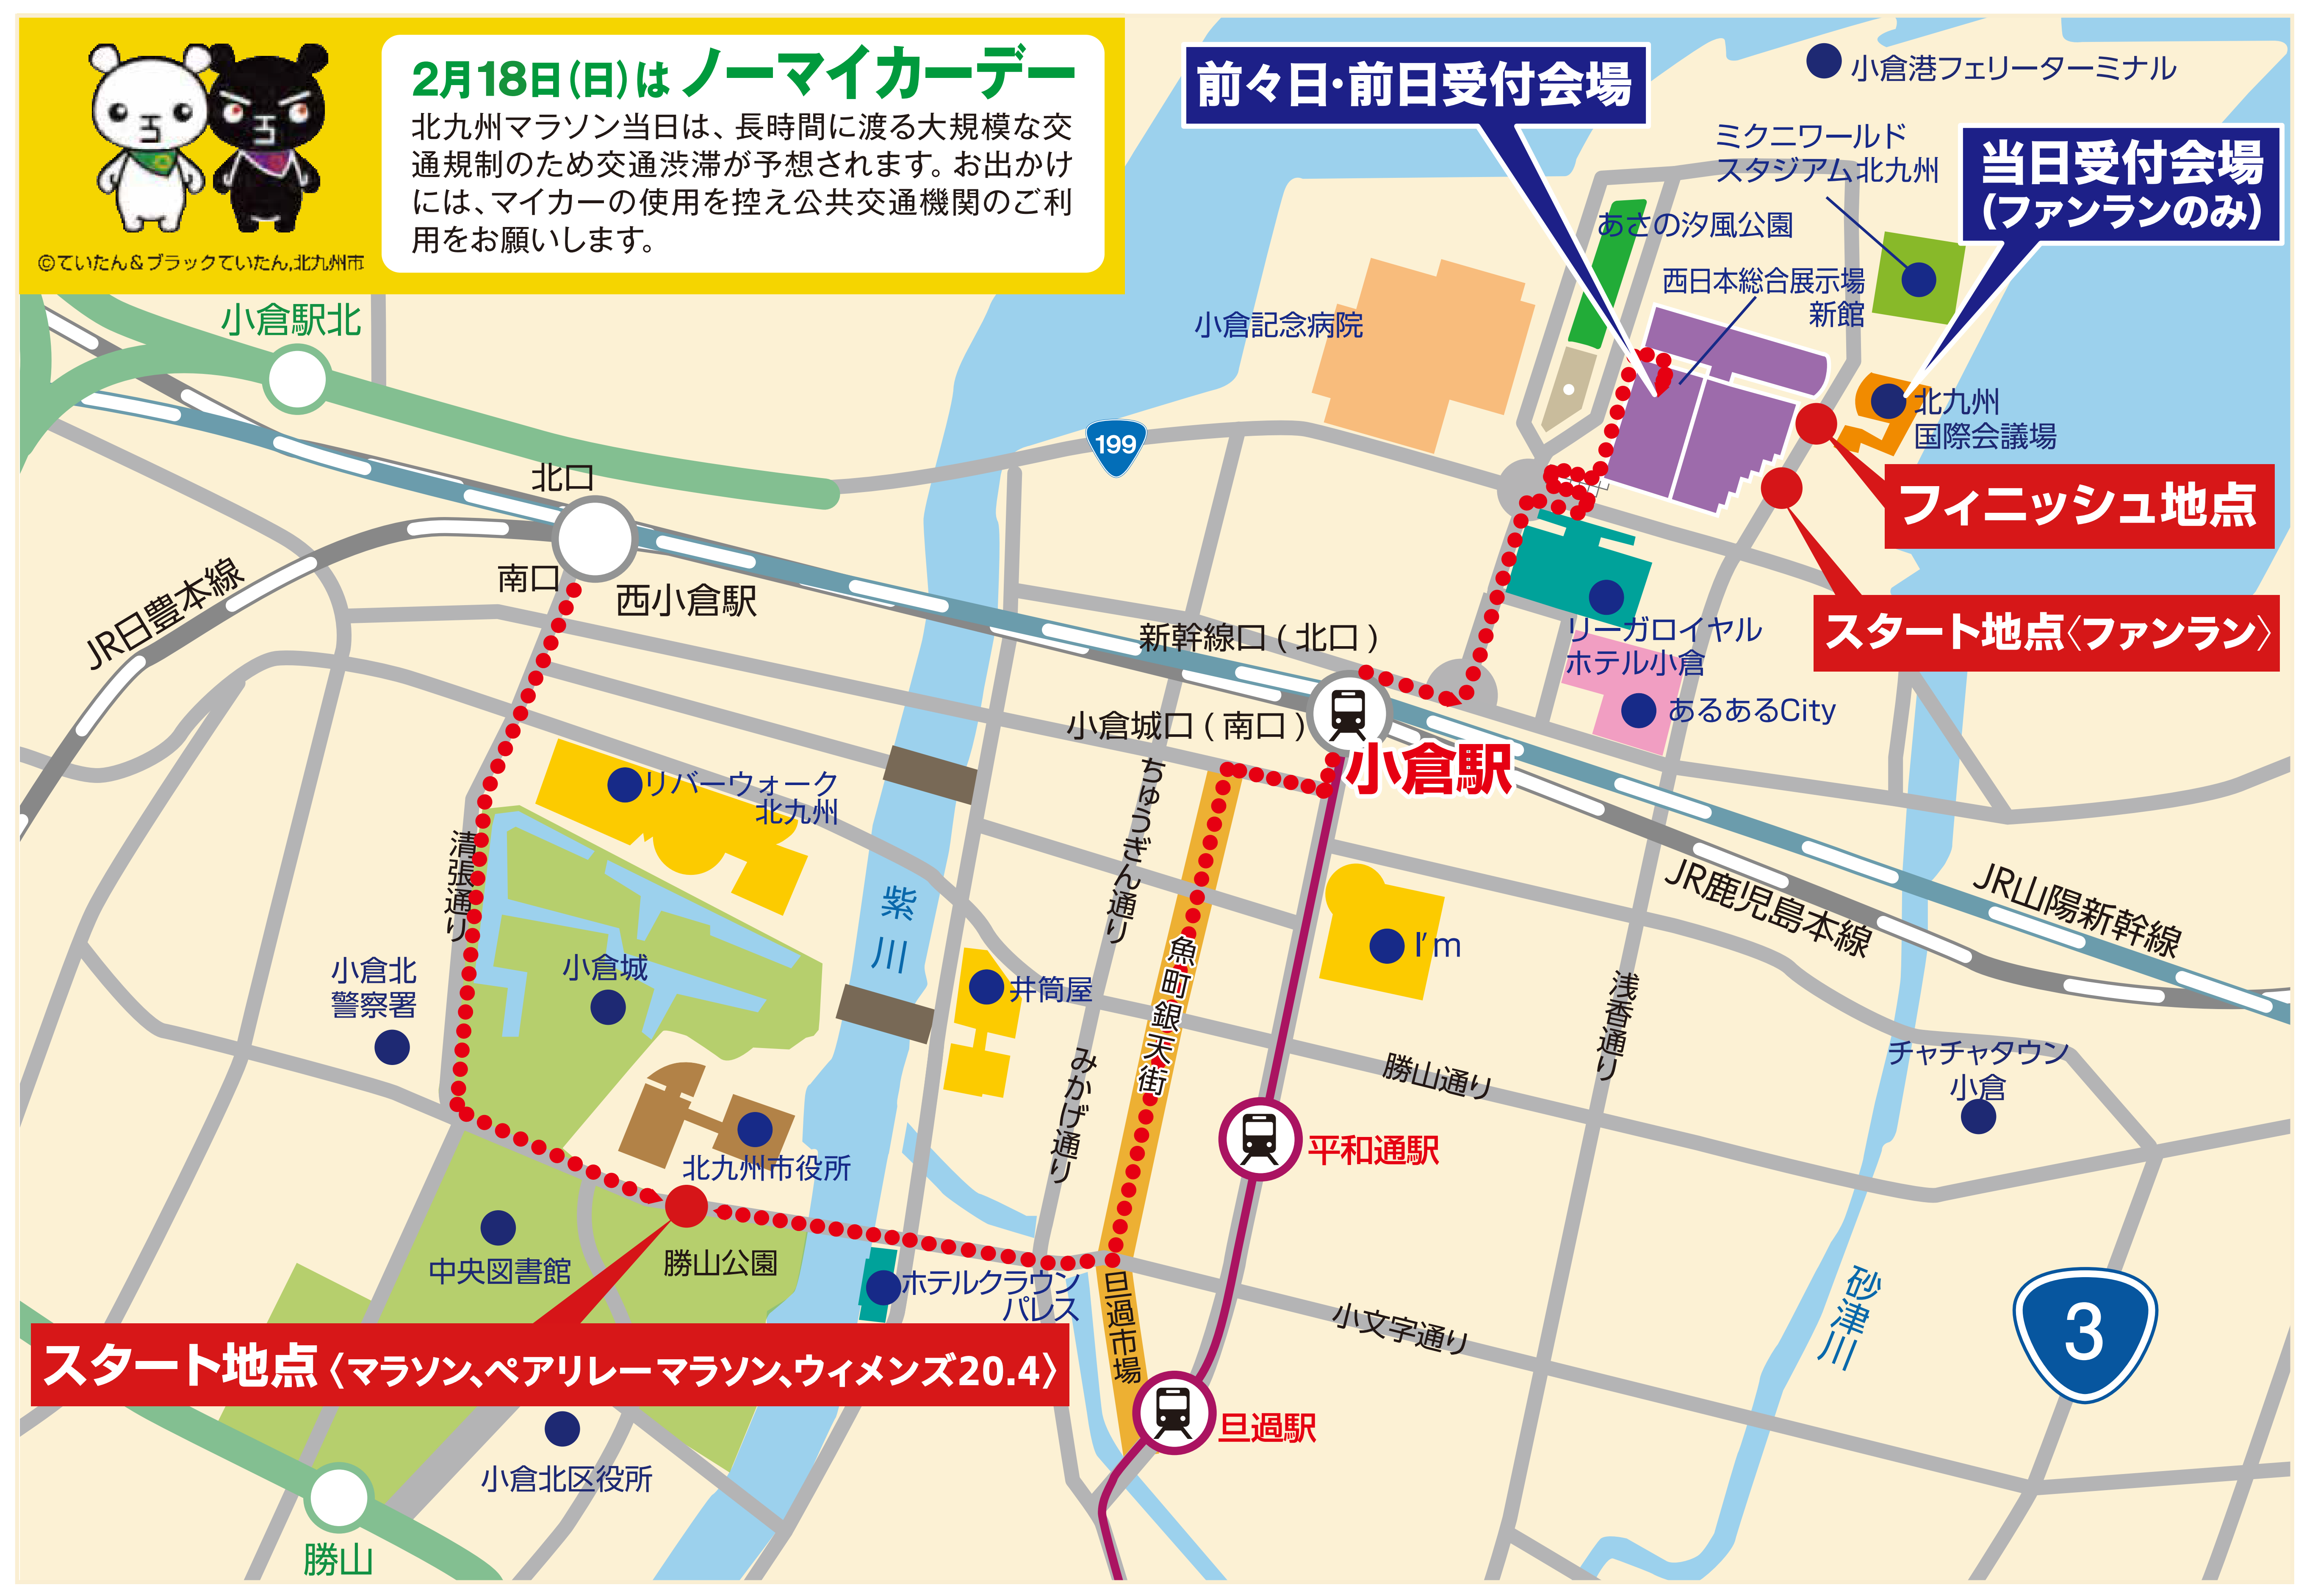 2月18日(日)は ノーマイカーデー
北九州マラソン当日は、長時間に渡る大規模な交
通規制のため交通渋滞が予想されます。お出かけ
には、マイカーの使用を控え公共交通機関のご利
用をお願いします。
©ていたん&ブラックていたん,北九州市
前々日・前日受付会場
小倉港フェリーターミナル
ミクニワールド
スタジアム北九州
当日受付会場
(ファンランのみ)
あさの汐風公園
西日本総合展示場
新館
小倉記念病院
小倉駅北
199
北九州
国際会議場
フィニッシュ地点
スタート地点〈ファンラン〉
北口
南口
西小倉駅
JR日豊本線
新幹線口(北口)
小倉城口(南口)
小倉駅
リーガロイヤル
ホテル小倉
あるあるCity
リバーウォーク
北九州
清張通り
ちゅうぎん通り
紫川
小倉北
警察署
小倉城
井筒屋
魚町銀天街
I'm
JR鹿児島本線
JR山陽新幹線
浅香通り
みかげ通り
勝山通り
チャチャタウン
小倉
平和通駅
北九州市役所
中央図書館
勝山公園
ホテルクラウン
パレス
旦過市場
小文字通り
砂津川
3
スタート地点〈マラソン、ペアリレーマラソン、ウィメンズ20.4〉
旦過駅
小倉北区役所
勝山